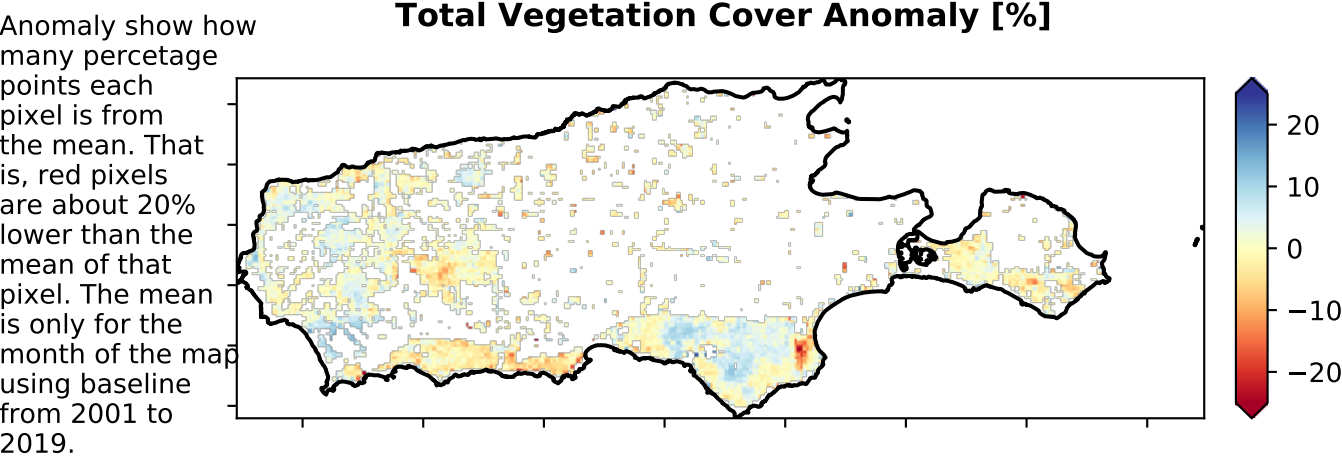 Total Vegetation Cover Anomaly [%]
Anomaly show how
many percetage
points each
pixel is from
the mean. That
is, red pixels
are about 20%
lower than the
mean of that
pixel. The mean
is only for the
month of the map
using baseline
from 2001 to
2019.
20
10
0
−10
−20